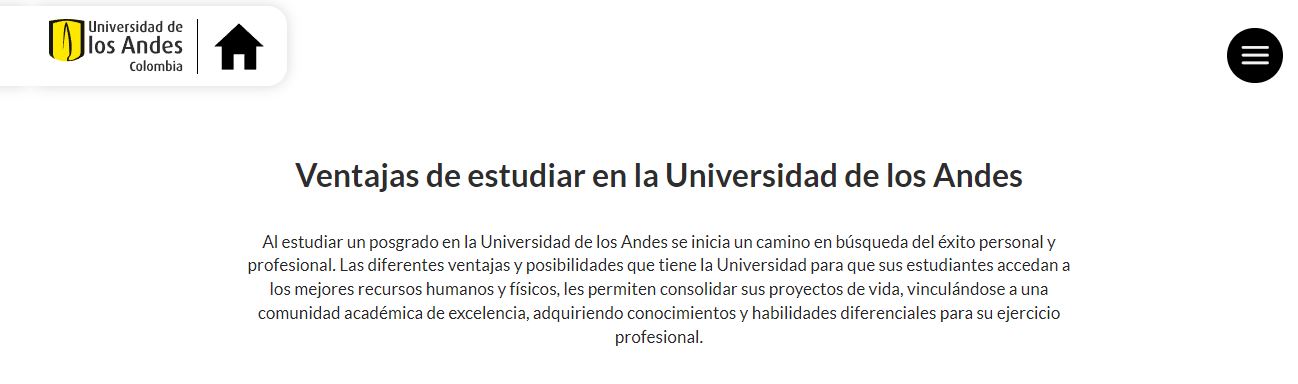 Universidad de
los Andes
Colombia
Ventajas de estudiar en la Universidad de los Andes
Al estudiar un posgrado en la Universidad de los Andes se inicia un camino en búsqueda del éxito personal y
profesional. Las diferentes ventajas y posibilidades que tiene la Universidad para que sus estudiantes accedan a
los mejores recursos humanos y físicos, les permiten consolidar sus proyectos de vida, vinculándose a una
comunidad académica de excelencia, adquiriendo conocimientos y habilidades diferenciales para su ejercicio
profesional.